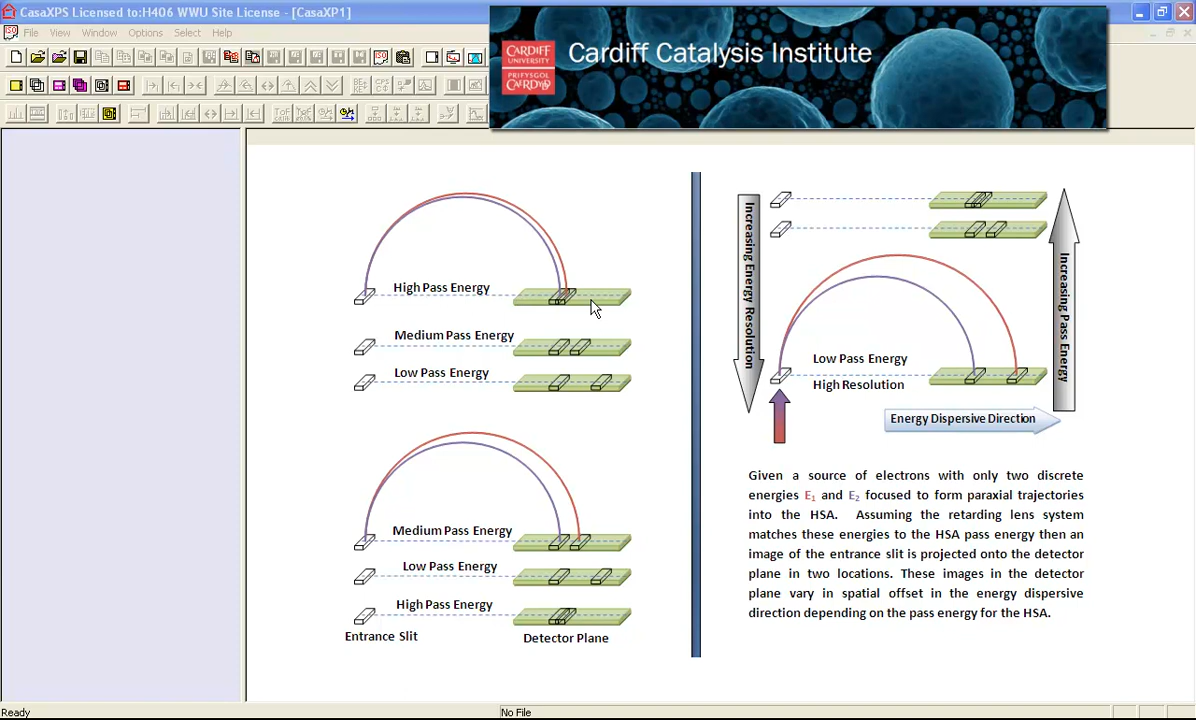 CasaXPS Licensed to:H406 WWU Site License - [CasaXP1]
File View Window Options Select Help
CARDIFF
UNIVERSITY
PRIFYSGOL
CAERDYDD
Cardiff Catalysis Institute
High Pass Energy
Medium Pass Energy
Low Pass Energy
Medium Pass Energy
Low Pass Energy
High Pass Energy
Entrance Slit
Detector Plane
Increasing Energy Resolution
Increasing Pass Energy
Low Pass Energy
High Resolution
Energy Dispersive Direction
Given a source of electrons with only two discrete
energies E₁ and E₂ focused to form paraxial trajectories
into the HSA. Assuming the retarding lens system
matches these energies to the HSA pass energy then an
image of the entrance slit is projected onto the detector
plane in two locations. These images in the detector
plane vary in spatial offset in the energy dispersive
direction depending on the pass energy for the HSA.
Ready
No File